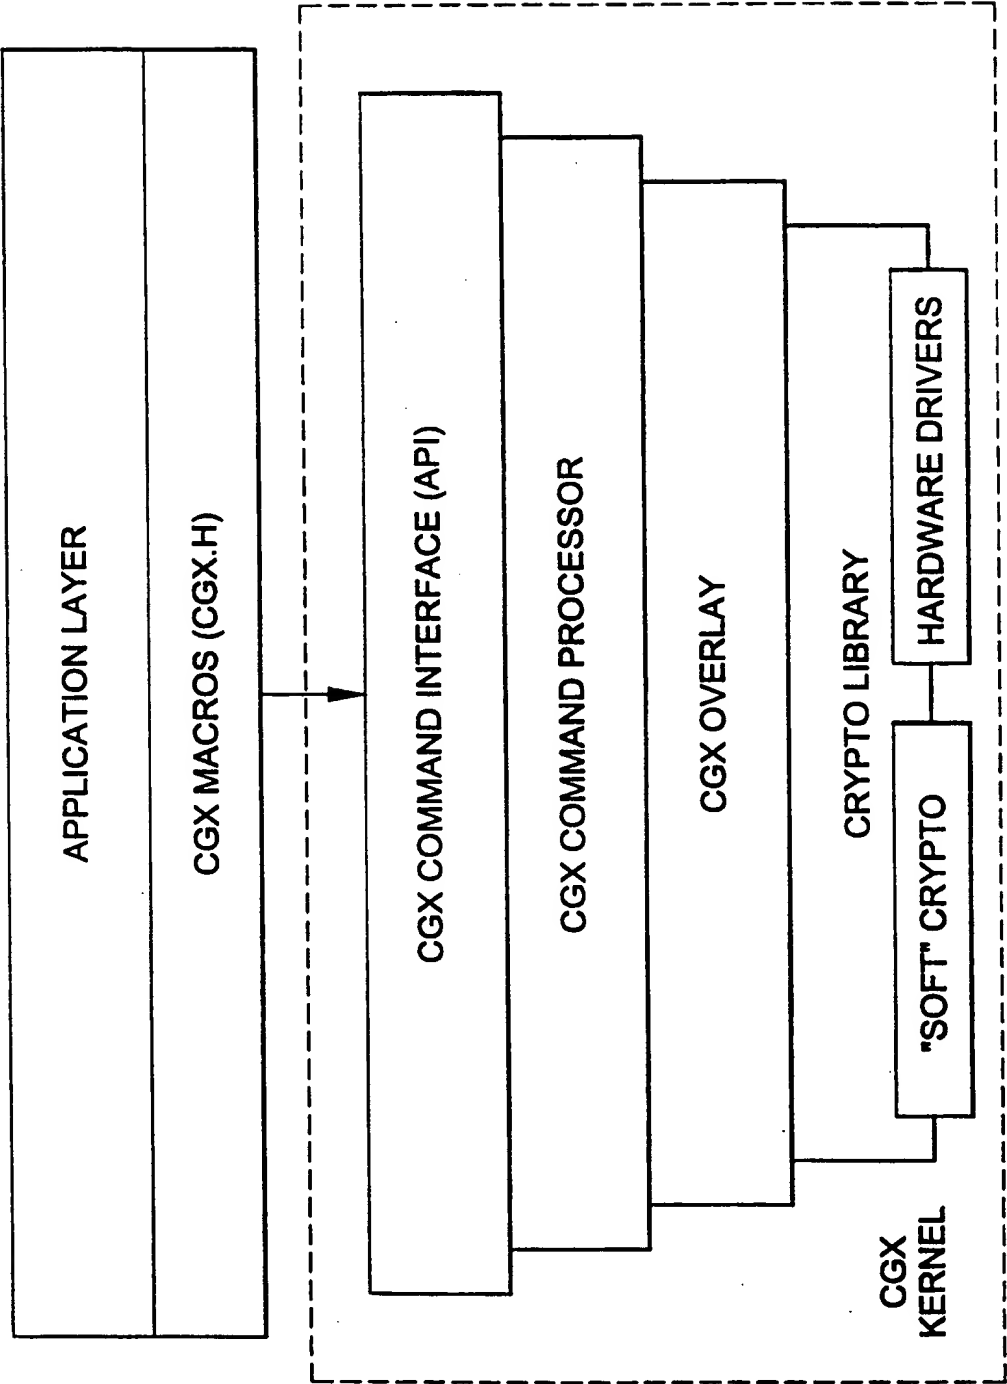 APPLICATION LAYER
CGX MACROS (CGX.H)
CGX COMMAND INTERFACE (API)
CGX COMMAND PROCESSOR
CGX OVERLAY
CRYPTO LIBRARY
"SOFT" CRYPTO
HARDWARE DRIVERS
CGX
KERNEL